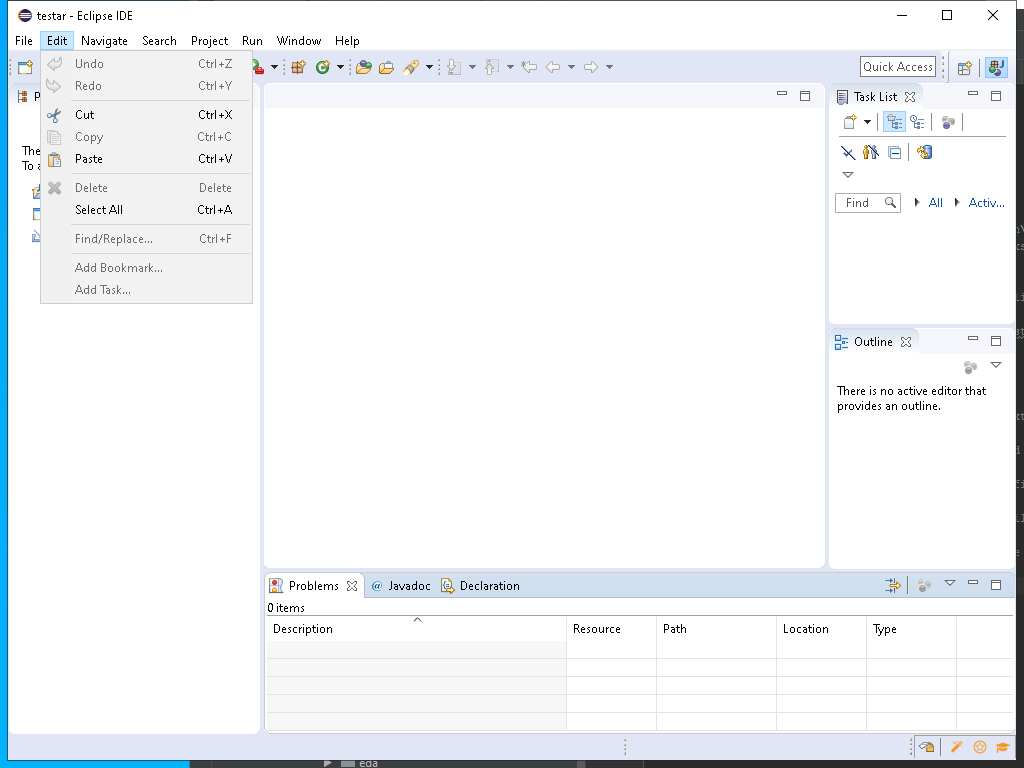 testar - Eclipse IDE
File Edit Navigate Search Project Run Window Help
Undo Ctrl+Z
Redo Ctrl+Y
Cut Ctrl+X
Copy Ctrl+C
Paste Ctrl+V
Delete Delete
Select All Ctrl+A
Find/Replace... Ctrl+F
Add Bookmark...
Add Task...
Quick Access
P
The
To a
Task List
Find All Activ...
Outline
There is no active editor that
provides an outline.
Problems @ Javadoc Declaration
0 items
Description Resource Path Location Type
eda